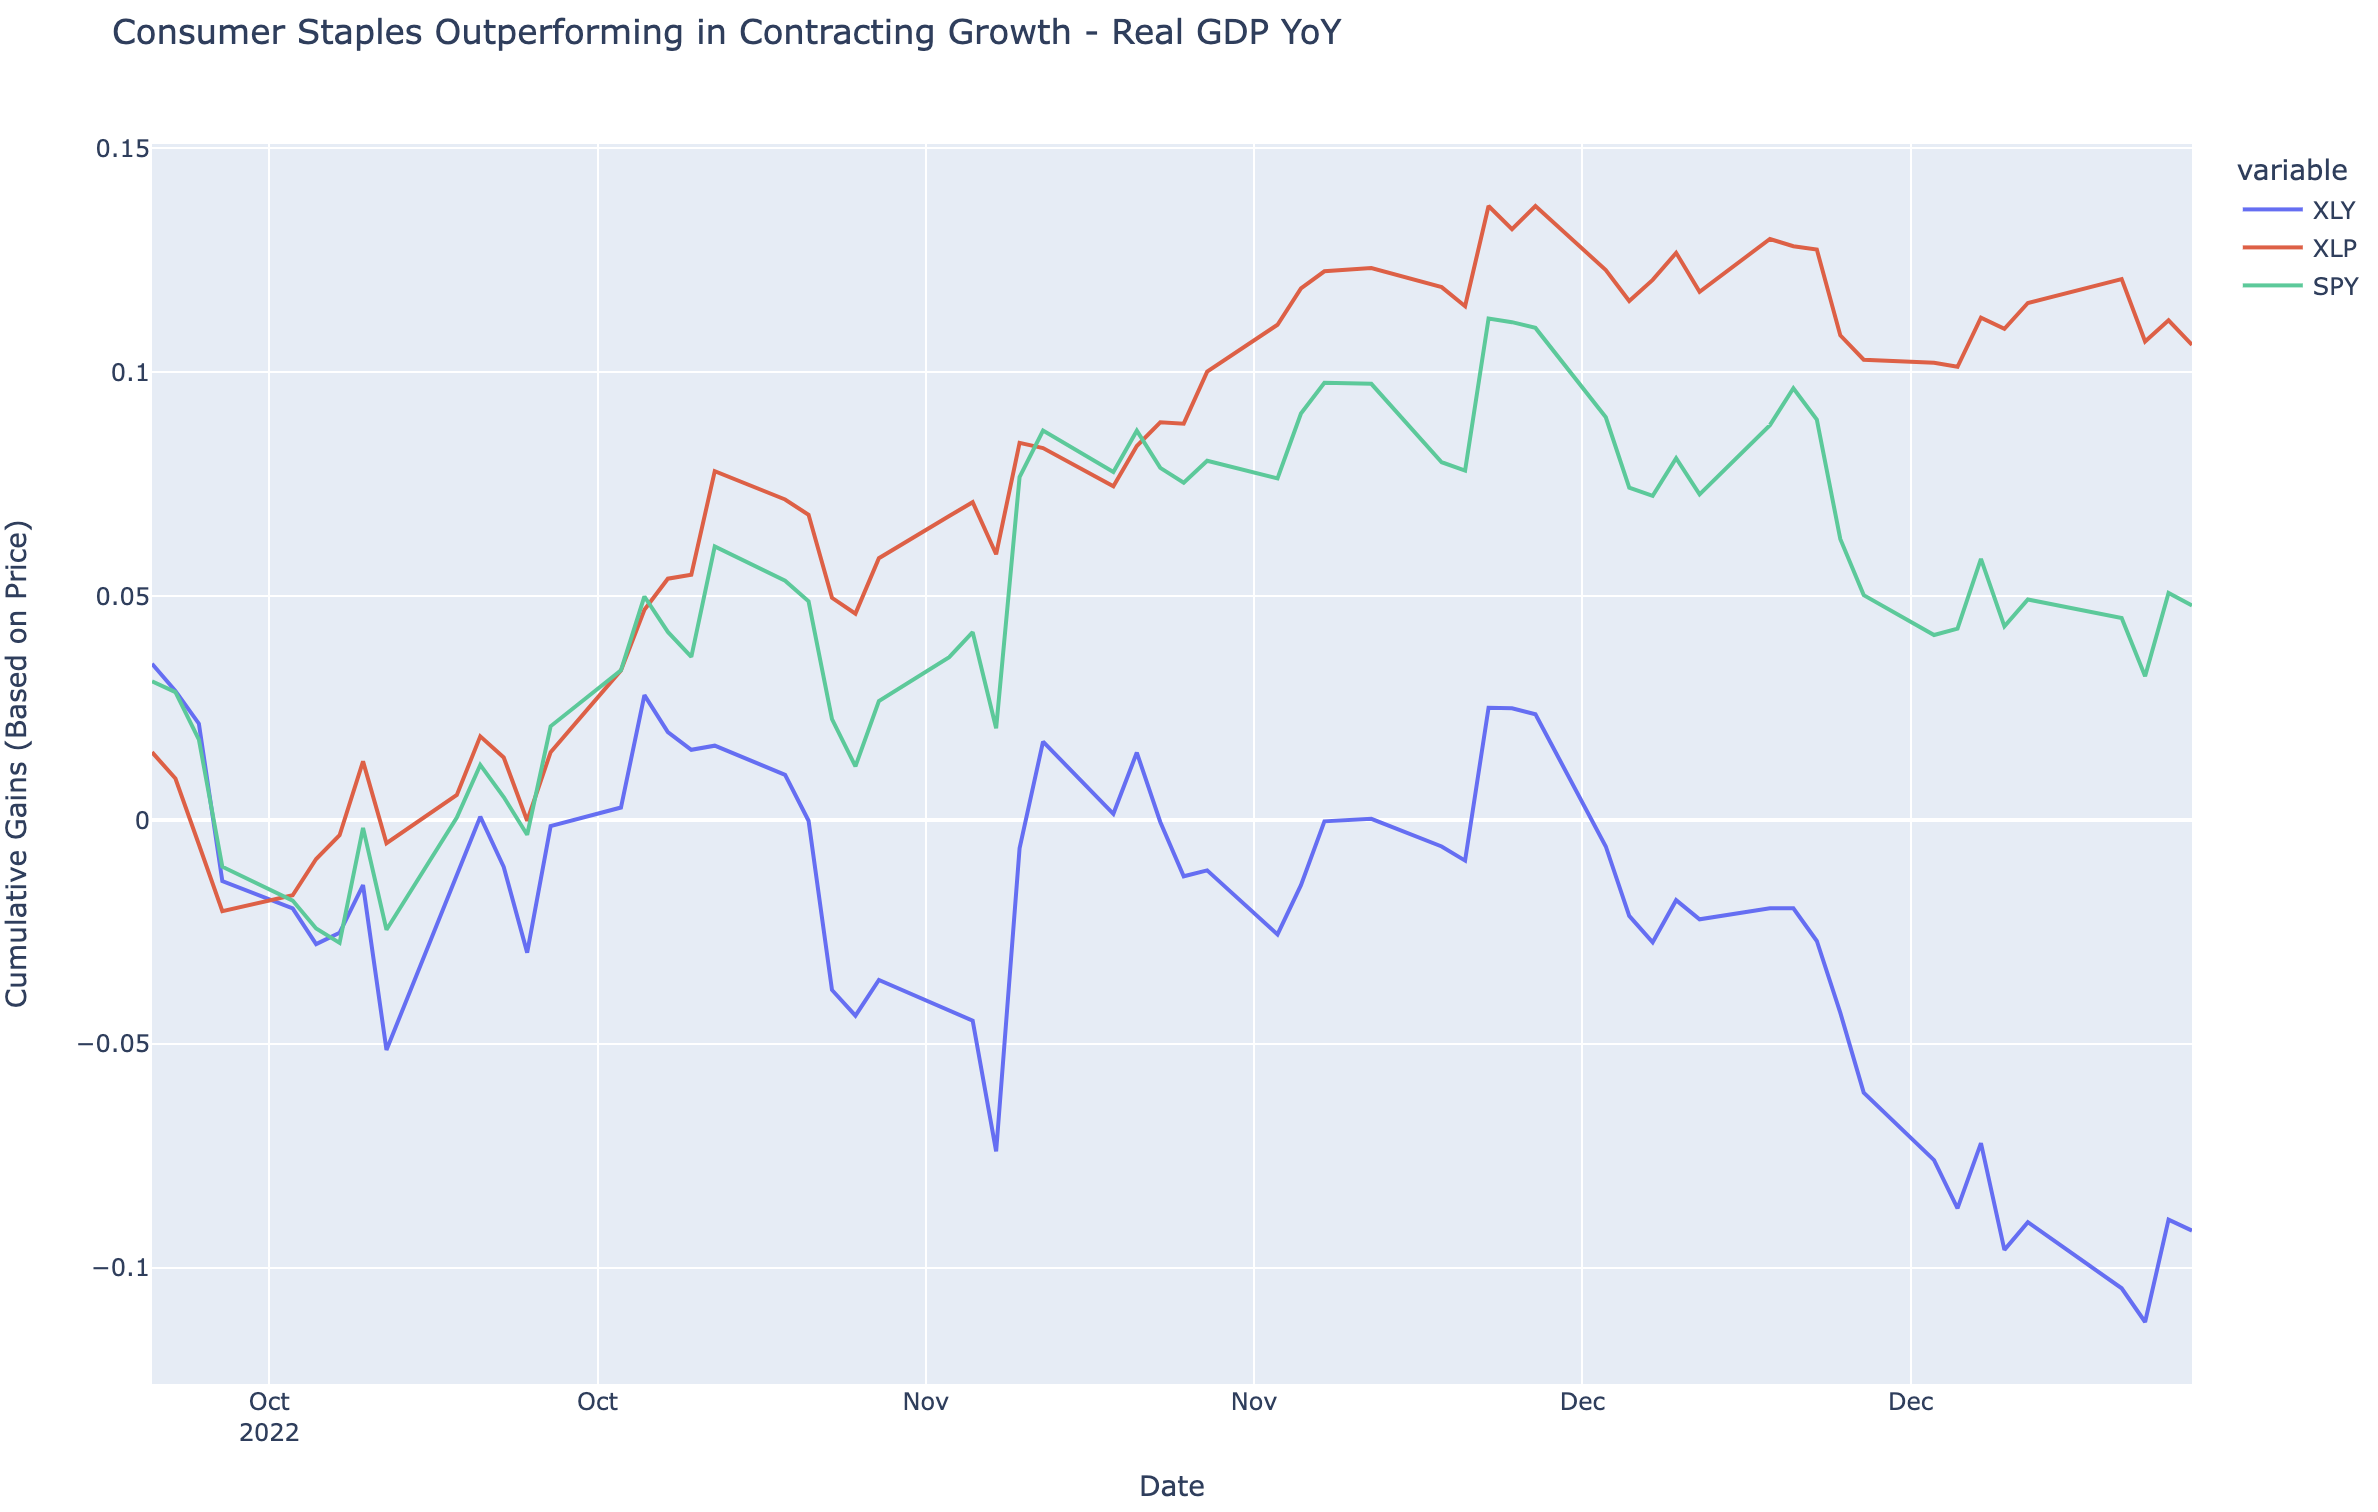 Consumer Staples Outperforming in Contracting Growth - Real GDP YoY
variable
XLY
XLP
SPY
Cumulative Gains (Based on Price)
0.15
0.1
0.05
0
−0.05
−0.1
Oct
2022
Oct
Nov
Nov
Dec
Dec
Date